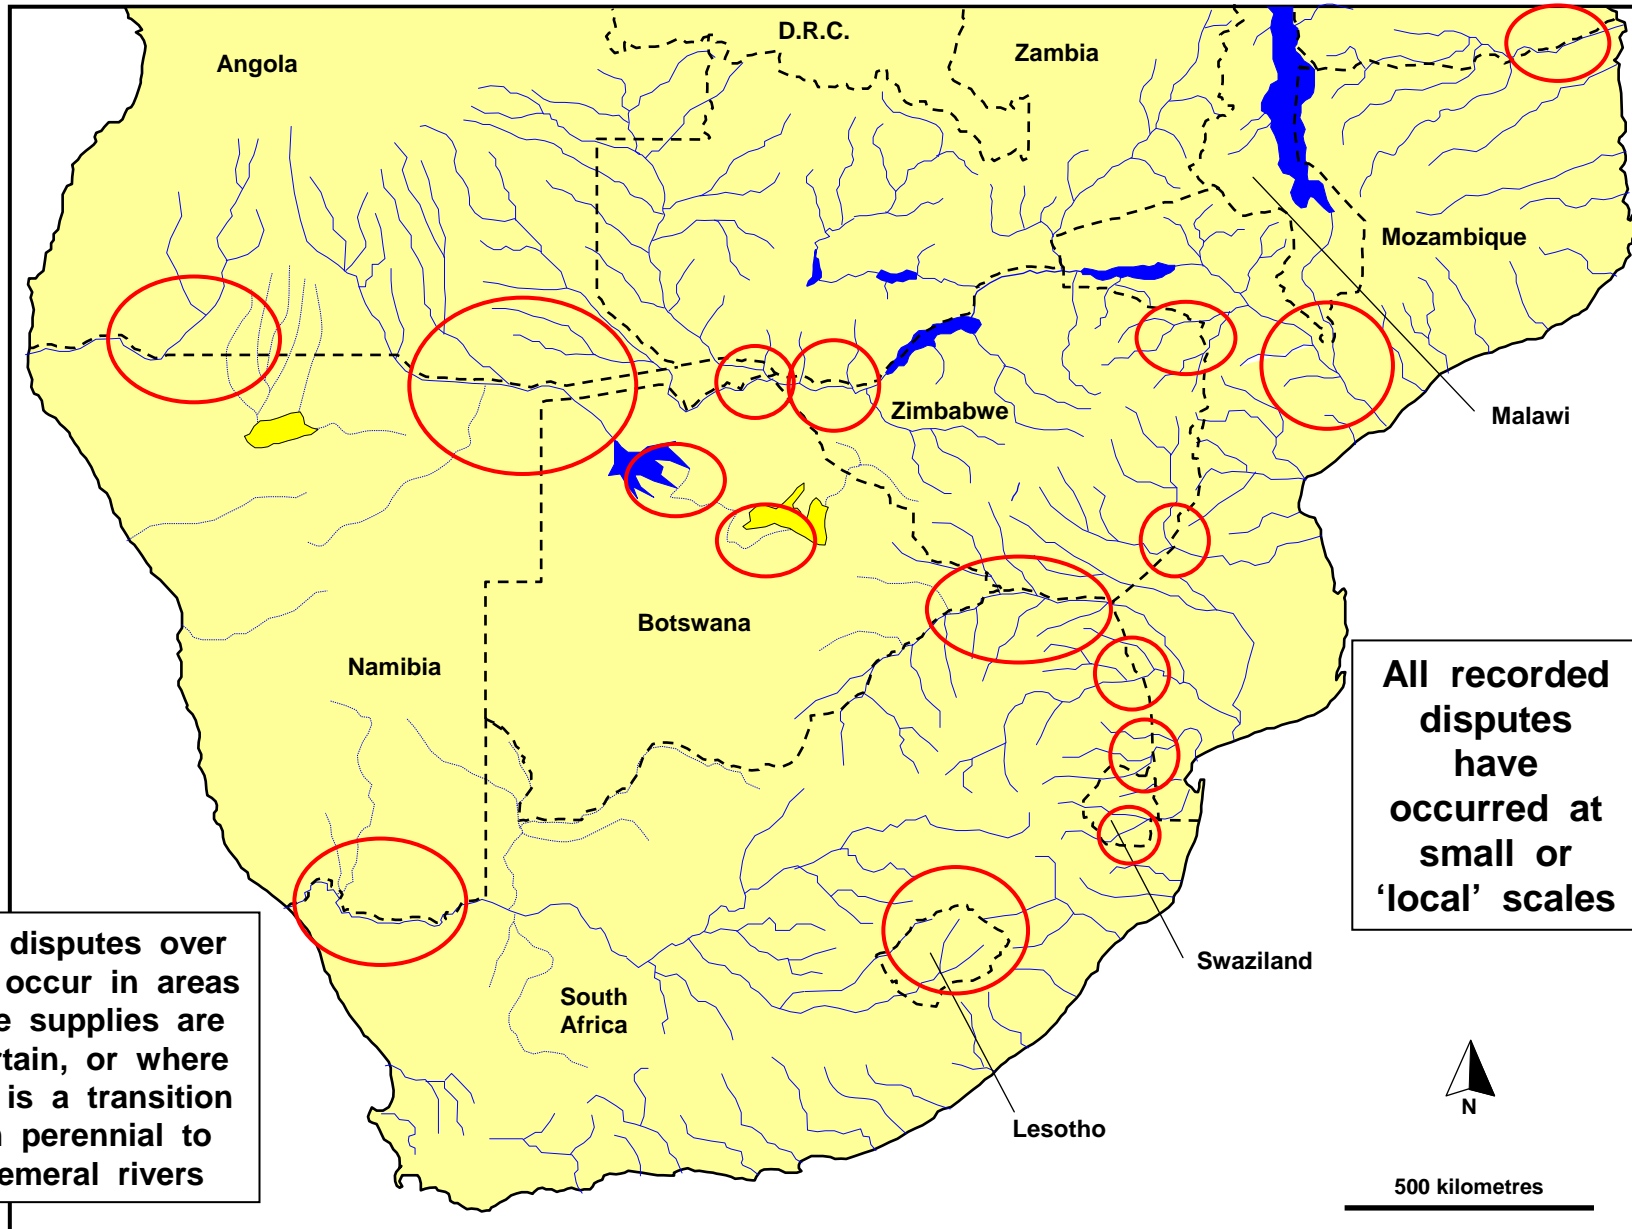 D.R.C.
Angola
Zambia
Mozambique
Zimbabwe
Malawi
Botswana
Namibia
All recorded
disputes
have
occurred at
small or
‘local’ scales
disputes over
occur in areas
supplies are
or where
is a transition
perennial to
rivers
Swaziland
South
Africa
Lesotho
N
500 kilometres